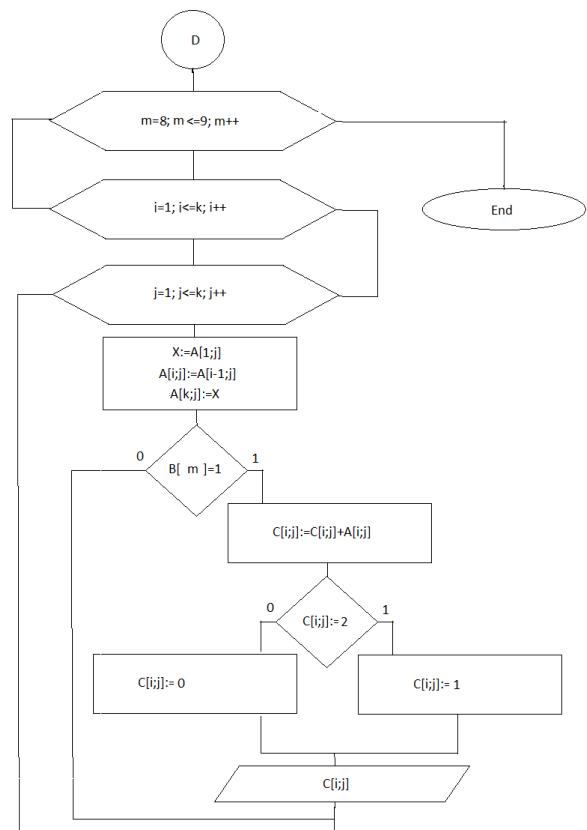 D
m=8; m <=9; m++
End
i=1; i<=k; i++
j=1; j<=k; j++
X:=A[1;j]
A[i;j]:=A[i-1;j]
A[k;j]:=X
0
1
B[ m ]=1
C[i;j]:=C[i;j]+A[i;j]
0
1
C[i;j]:= 2
C[i;j]:= 0
C[i;j]:= 1
C[i;j]